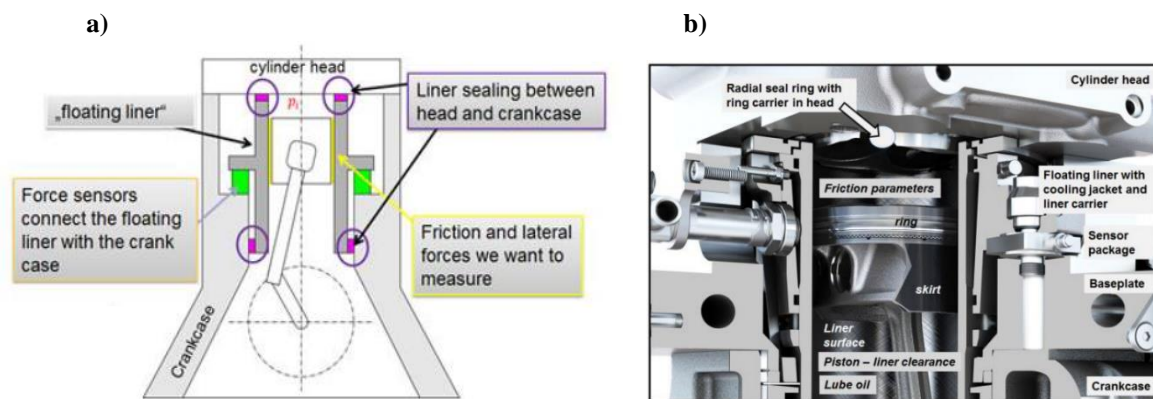 a)
b)
cylinder head
pᵢ
„floating liner“
Liner sealing between
head and crankcase
Force sensors
connect the floating
liner with the crank
case
Friction and lateral
forces we want to
measure
Crankcase
Radial seal ring with
ring carrier in head
Cylinder head
Friction parameters
Floating liner with
cooling jacket and
liner carrier
ring
Sensor
package
skirt
Baseplate
Liner
surface
Piston – liner clearance
Lube oil
Crankcase